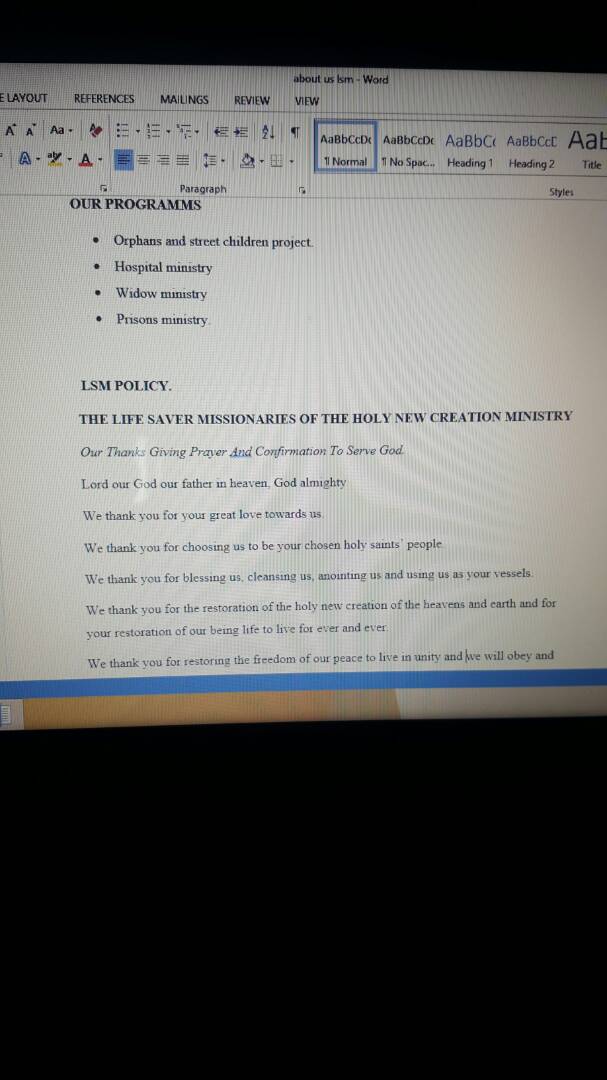 about us lsm - Word
E LAYOUT REFERENCES MAILINGS REVIEW VIEW
Aa
AaBbCcDc AaBbCcDc AaBbCc AaBbCcC AaB
¶ Normal ¶ No Spac... Heading 1 Heading 2 Title
Paragraph Styles
OUR PROGRAMMS
• Orphans and street children project.
• Hospital ministry
• Widow ministry
• Prisons ministry.
LSM POLICY.
THE LIFE SAVER MISSIONARIES OF THE HOLY NEW CREATION MINISTRY
Our Thanks Giving Prayer And Confirmation To Serve God.
Lord our God our father in heaven, God almighty
We thank you for your great love towards us.
We thank you for choosing us to be your chosen holy saints' people.
We thank you for blessing us, cleansing us, anointing us and using us as your vessels.
We thank you for the restoration of the holy new creation of the heavens and earth and for
your restoration of our being life to live for ever and ever.
We thank you for restoring the freedom of our peace to live in unity and we will obey and